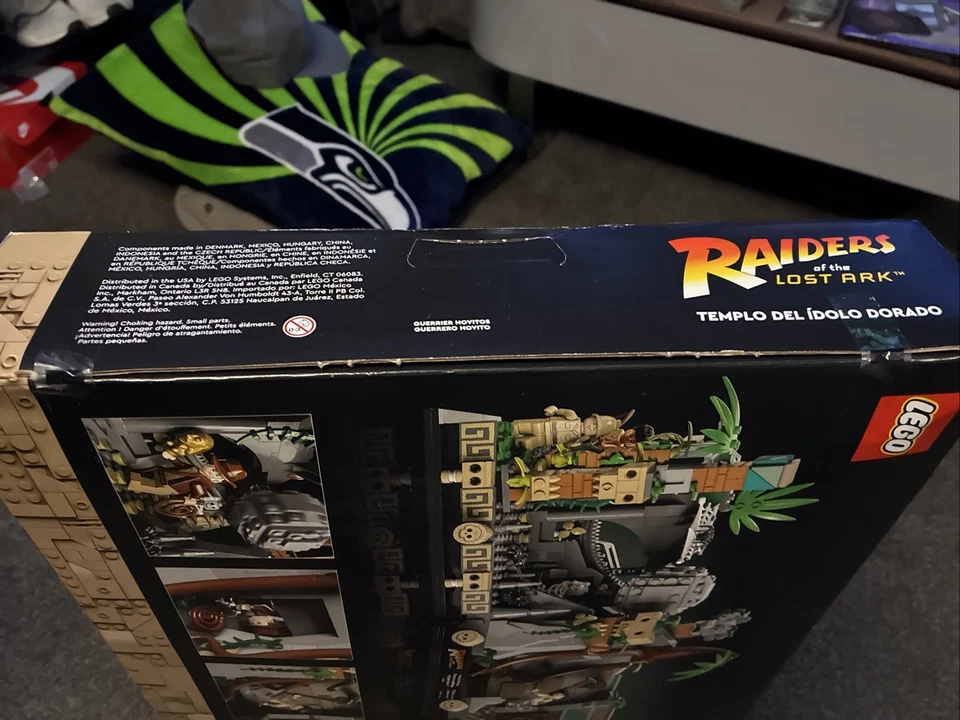 Components made in DENMARK, MEXICO, HUNGARY, CHINA,
INDONESIA and the CZECH REPUBLIC/Éléments fabriqués au
DANEMARK, au MEXIQUE, en HONGRIE, en CHINE, en INDONÉSIE et
en RÉPUBLIQUE TCHÈQUE/Componentes hechos en DINAMARCA,
MÉXICO, HUNGRÍA, CHINA, INDONESIA y REPÚBLICA CHECA.
Distributed in the USA by LEGO Systems, Inc., Enfield, CT 06083.
Distributed in Canada by/Distribué au Canada par LEGO Canada
Inc., Markham, Ontario L3R 5N8. Importado por: LEGO México
S.A. de C.V., Paseo Alexander Von Humboldt N.1, Torre II PB Col.
Lomas Verdes 3ª sección, C.P. 53125 Naucalpan de Juárez, Estado
de México, México.
Warning! Choking hazard. Small parts.
Attention ! Danger d'étouffement. Petits éléments.
¡Advertencia! Peligro de atragantamiento.
Partes pequeñas.
GUERRIER HOVITOS
GUERRERO HOVITO
RAIDERS
of the
LOST ARK™
TEMPLO DEL ÍDOLO DORADO
LEGO